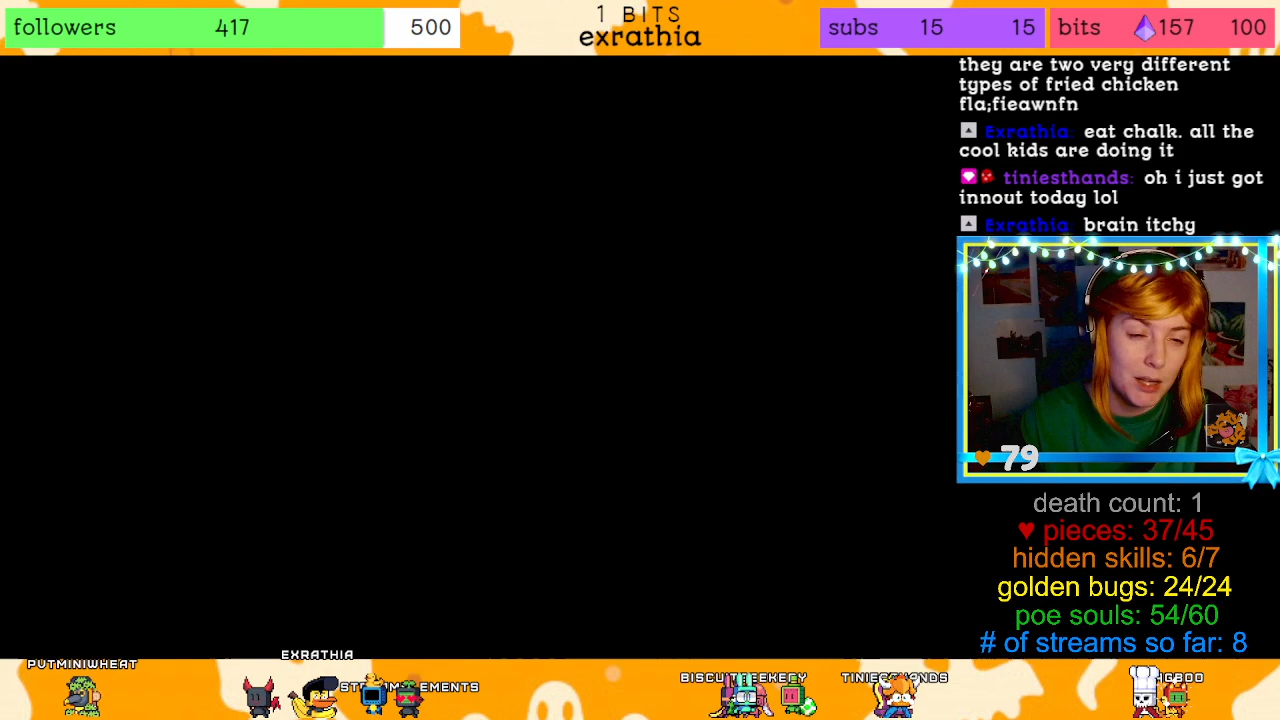 followers 417 500
1 BITS
exrathia
subs 15 15
bits 157 100
they are two very different
types of fried chicken
fla;fieawnfn
Exrathia: eat chalk. all the
cool kids are doing it
tiniesthands: oh i just got
innout today lol
Exrathia: brain itchy
79
death count: 1
♥ pieces: 37/45
hidden skills: 6/7
golden bugs: 24/24
poe souls: 54/60
# of streams so far: 8
PUTMINIWHEAT
EXRATHIA